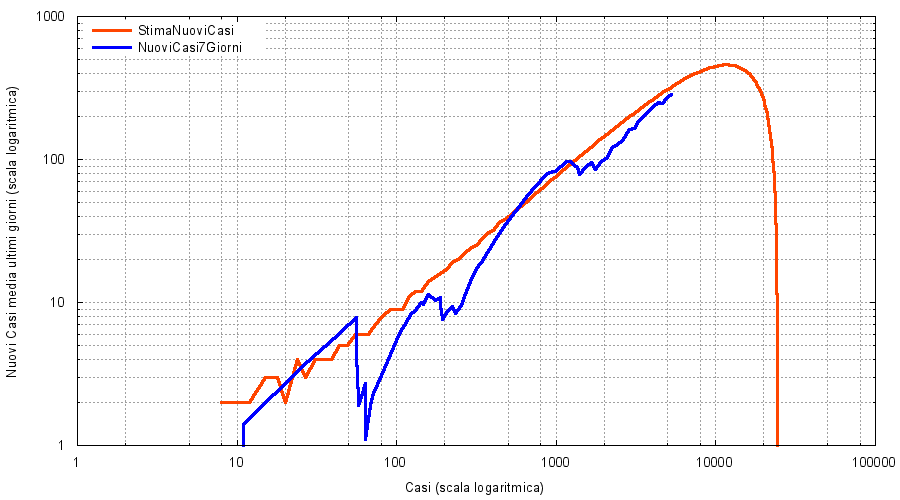 1000
StimaNuoviCasi
NuoviCasi7Giorni
100
10
1
Nuovi Casi media ultimi giorni (scala logaritmica)
1 10 100 1000 10000 100000
Casi (scala logaritmica)